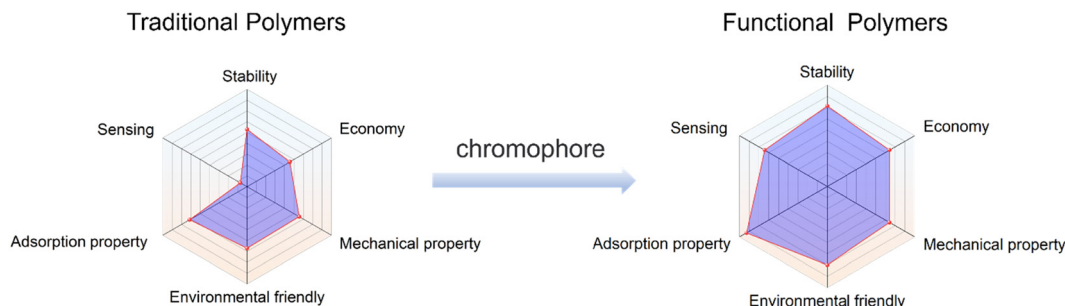 Traditional Polymers
Functional Polymers
Stability
Sensing
Economy
Adsorption property
Mechanical property
Environmental friendly
chromophore
Stability
Sensing
Economy
Adsorption property
Mechanical property
Environmental friendly